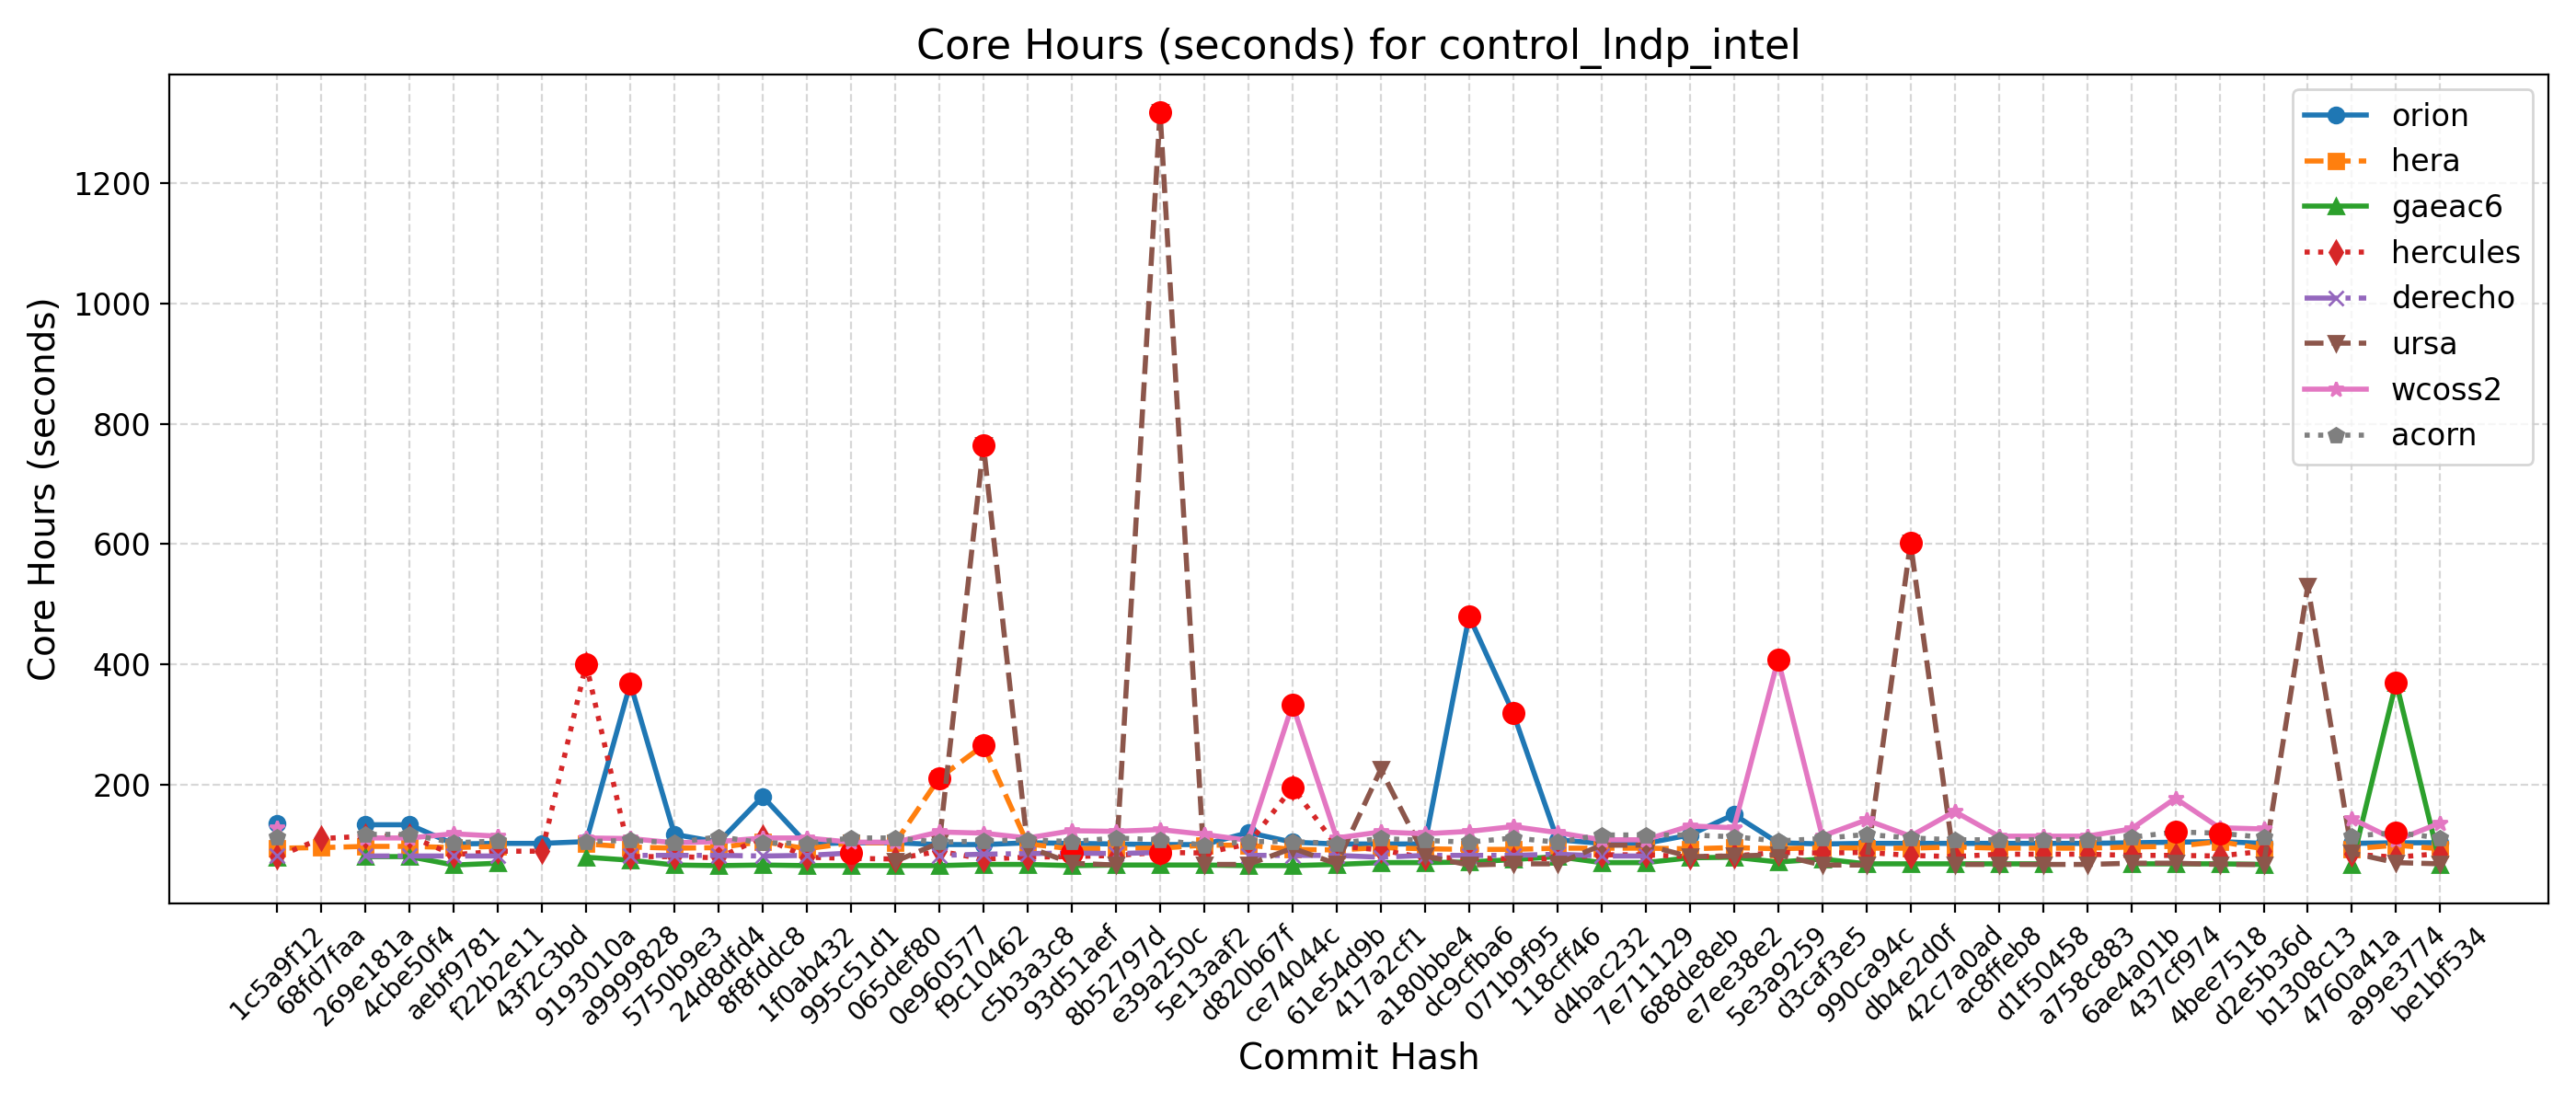 Core Hours (seconds) for control_lndp_intel
Core Hours (seconds)
1200
1000
800
600
400
200
orion
hera
gaeac6
hercules
derecho
ursa
wcoss2
acorn
1c5a9f12
68fd7faa
269e181a
4cbe50f4
aebf9781
f22b2e11
43f2c3bd
9193010a
a9999828
5750b9e3
24d8dfd4
8f8fddc8
1f0ab432
995c51d1
065def80
0e960577
f9c10462
c5b3a3c8
93d51aef
8b52797d
e39a250c
5e13aaf2
d820b67f
ce74044c
61e54d9b
417a2cf1
a180bbe4
dc9cfba6
071b9f95
118cff46
d4bac232
7e711129
688de8eb
e7ee38e2
5e3a9259
d3caf3e5
990ca94c
db4e2d0f
42c7a0ad
ac8ffeb8
d1f50458
a758c883
6ae4a01b
437cf974
4bee7518
d2e5b36d
b1308c13
4760a41a
a99e3774
be1bf534
Commit Hash